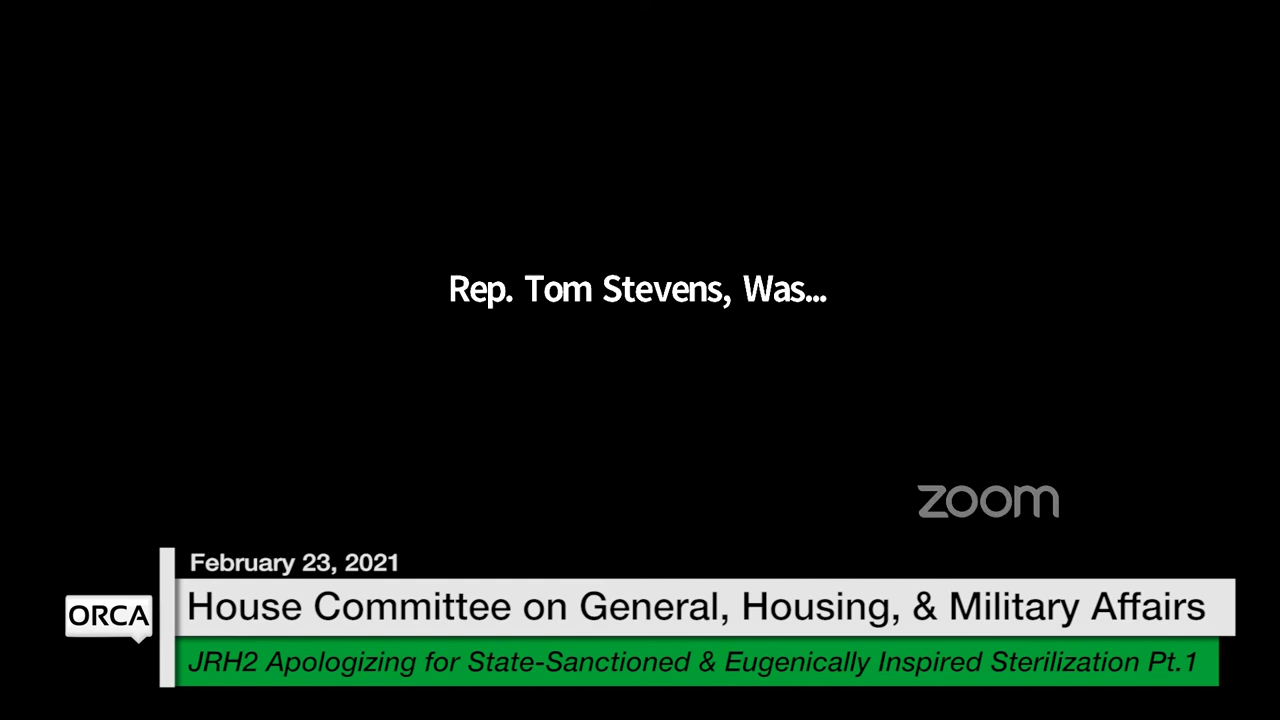 Rep. Tom Stevens, Was...
zoom
February 23, 2021
ORCA
House Committee on General, Housing, & Military Affairs
JRH2 Apologizing for State-Sanctioned & Eugenically Inspired Sterilization Pt.1